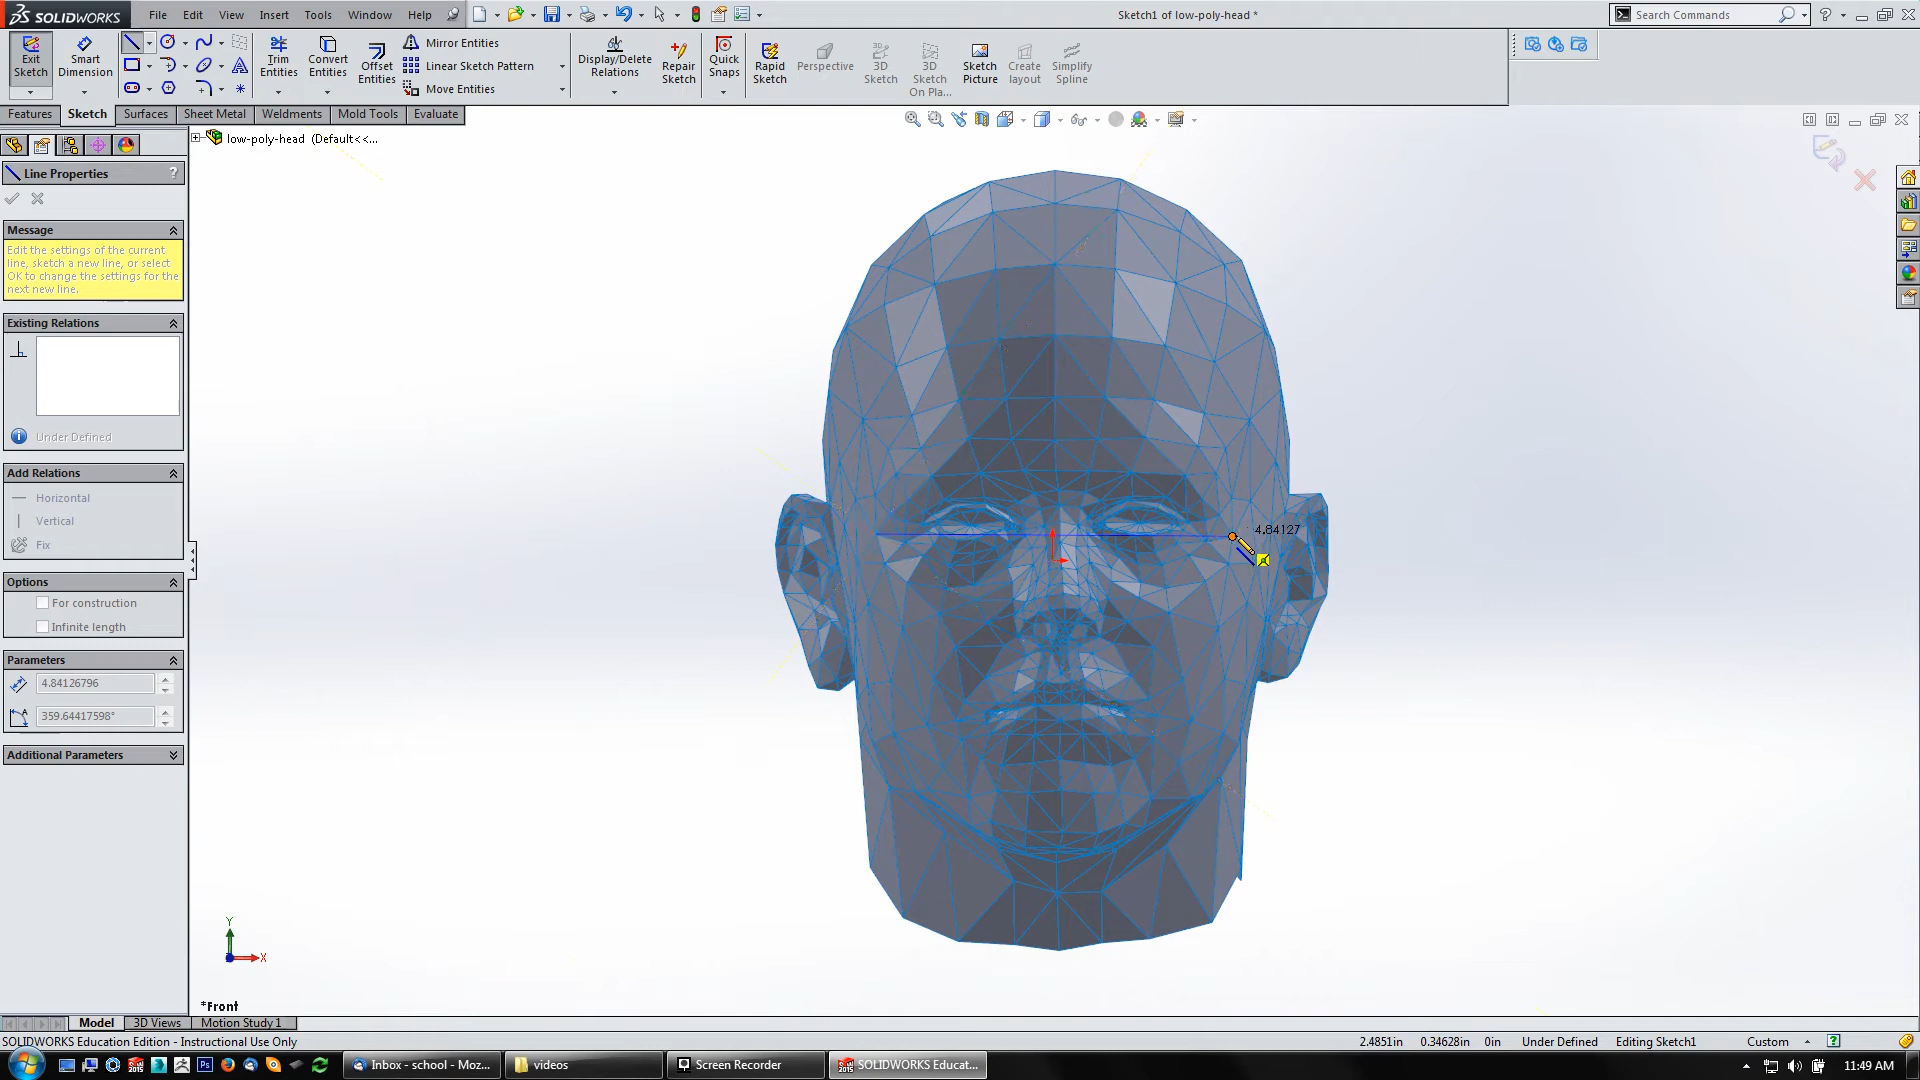 SOLIDWORKS File Edit View Insert Tools Window Help Sketch1 of low-poly-head * Search Commands
Exit Sketch
Smart Dimension
Trim Entities
Convert Entities
Offset Entities
Mirror Entities
Linear Sketch Pattern
Move Entities
Display/Delete Relations
Repair Sketch
Quick Snaps
Rapid Sketch
Perspective
3D Sketch
3D Sketch On Pla...
Sketch Picture
Create layout
Simplify Spline
Features Sketch Surfaces Sheet Metal Weldments Mold Tools Evaluate
low-poly-head (Default<<...
Line Properties ?
Message
Edit the settings of the current
line, sketch a new line, or select
OK to change the settings for the
next new line.
Existing Relations
Under Defined
Add Relations
Horizontal
Vertical
Fix
Options
For construction
Infinite length
Parameters
4.84126796
359.64417598°
Additional Parameters
4.84127
Y
X
*Front
Model 3D Views Motion Study 1
SOLIDWORKS Education Edition - Instructional Use Only 2.4851in 0.34628in 0in Under Defined Editing Sketch1 Custom
Inbox - school - Moz... videos Screen Recorder SOLIDWORKS Educat... 11:49 AM